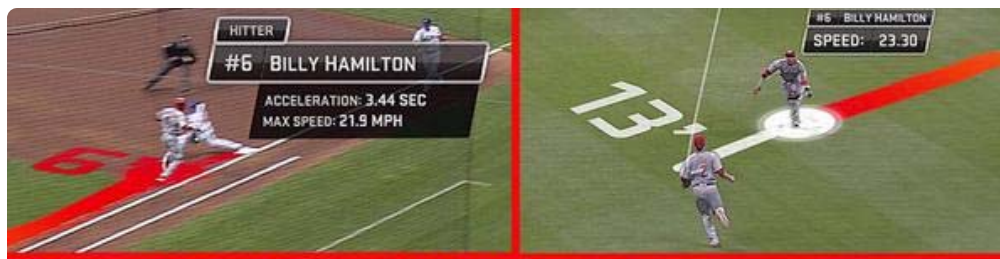 HITTER
#6 BILLY HAMILTON
ACCELERATION: 3.44 SEC
MAX SPEED: 21.9 MPH
#6 BILLY HAMILTON
SPEED: 23.30
13'
2